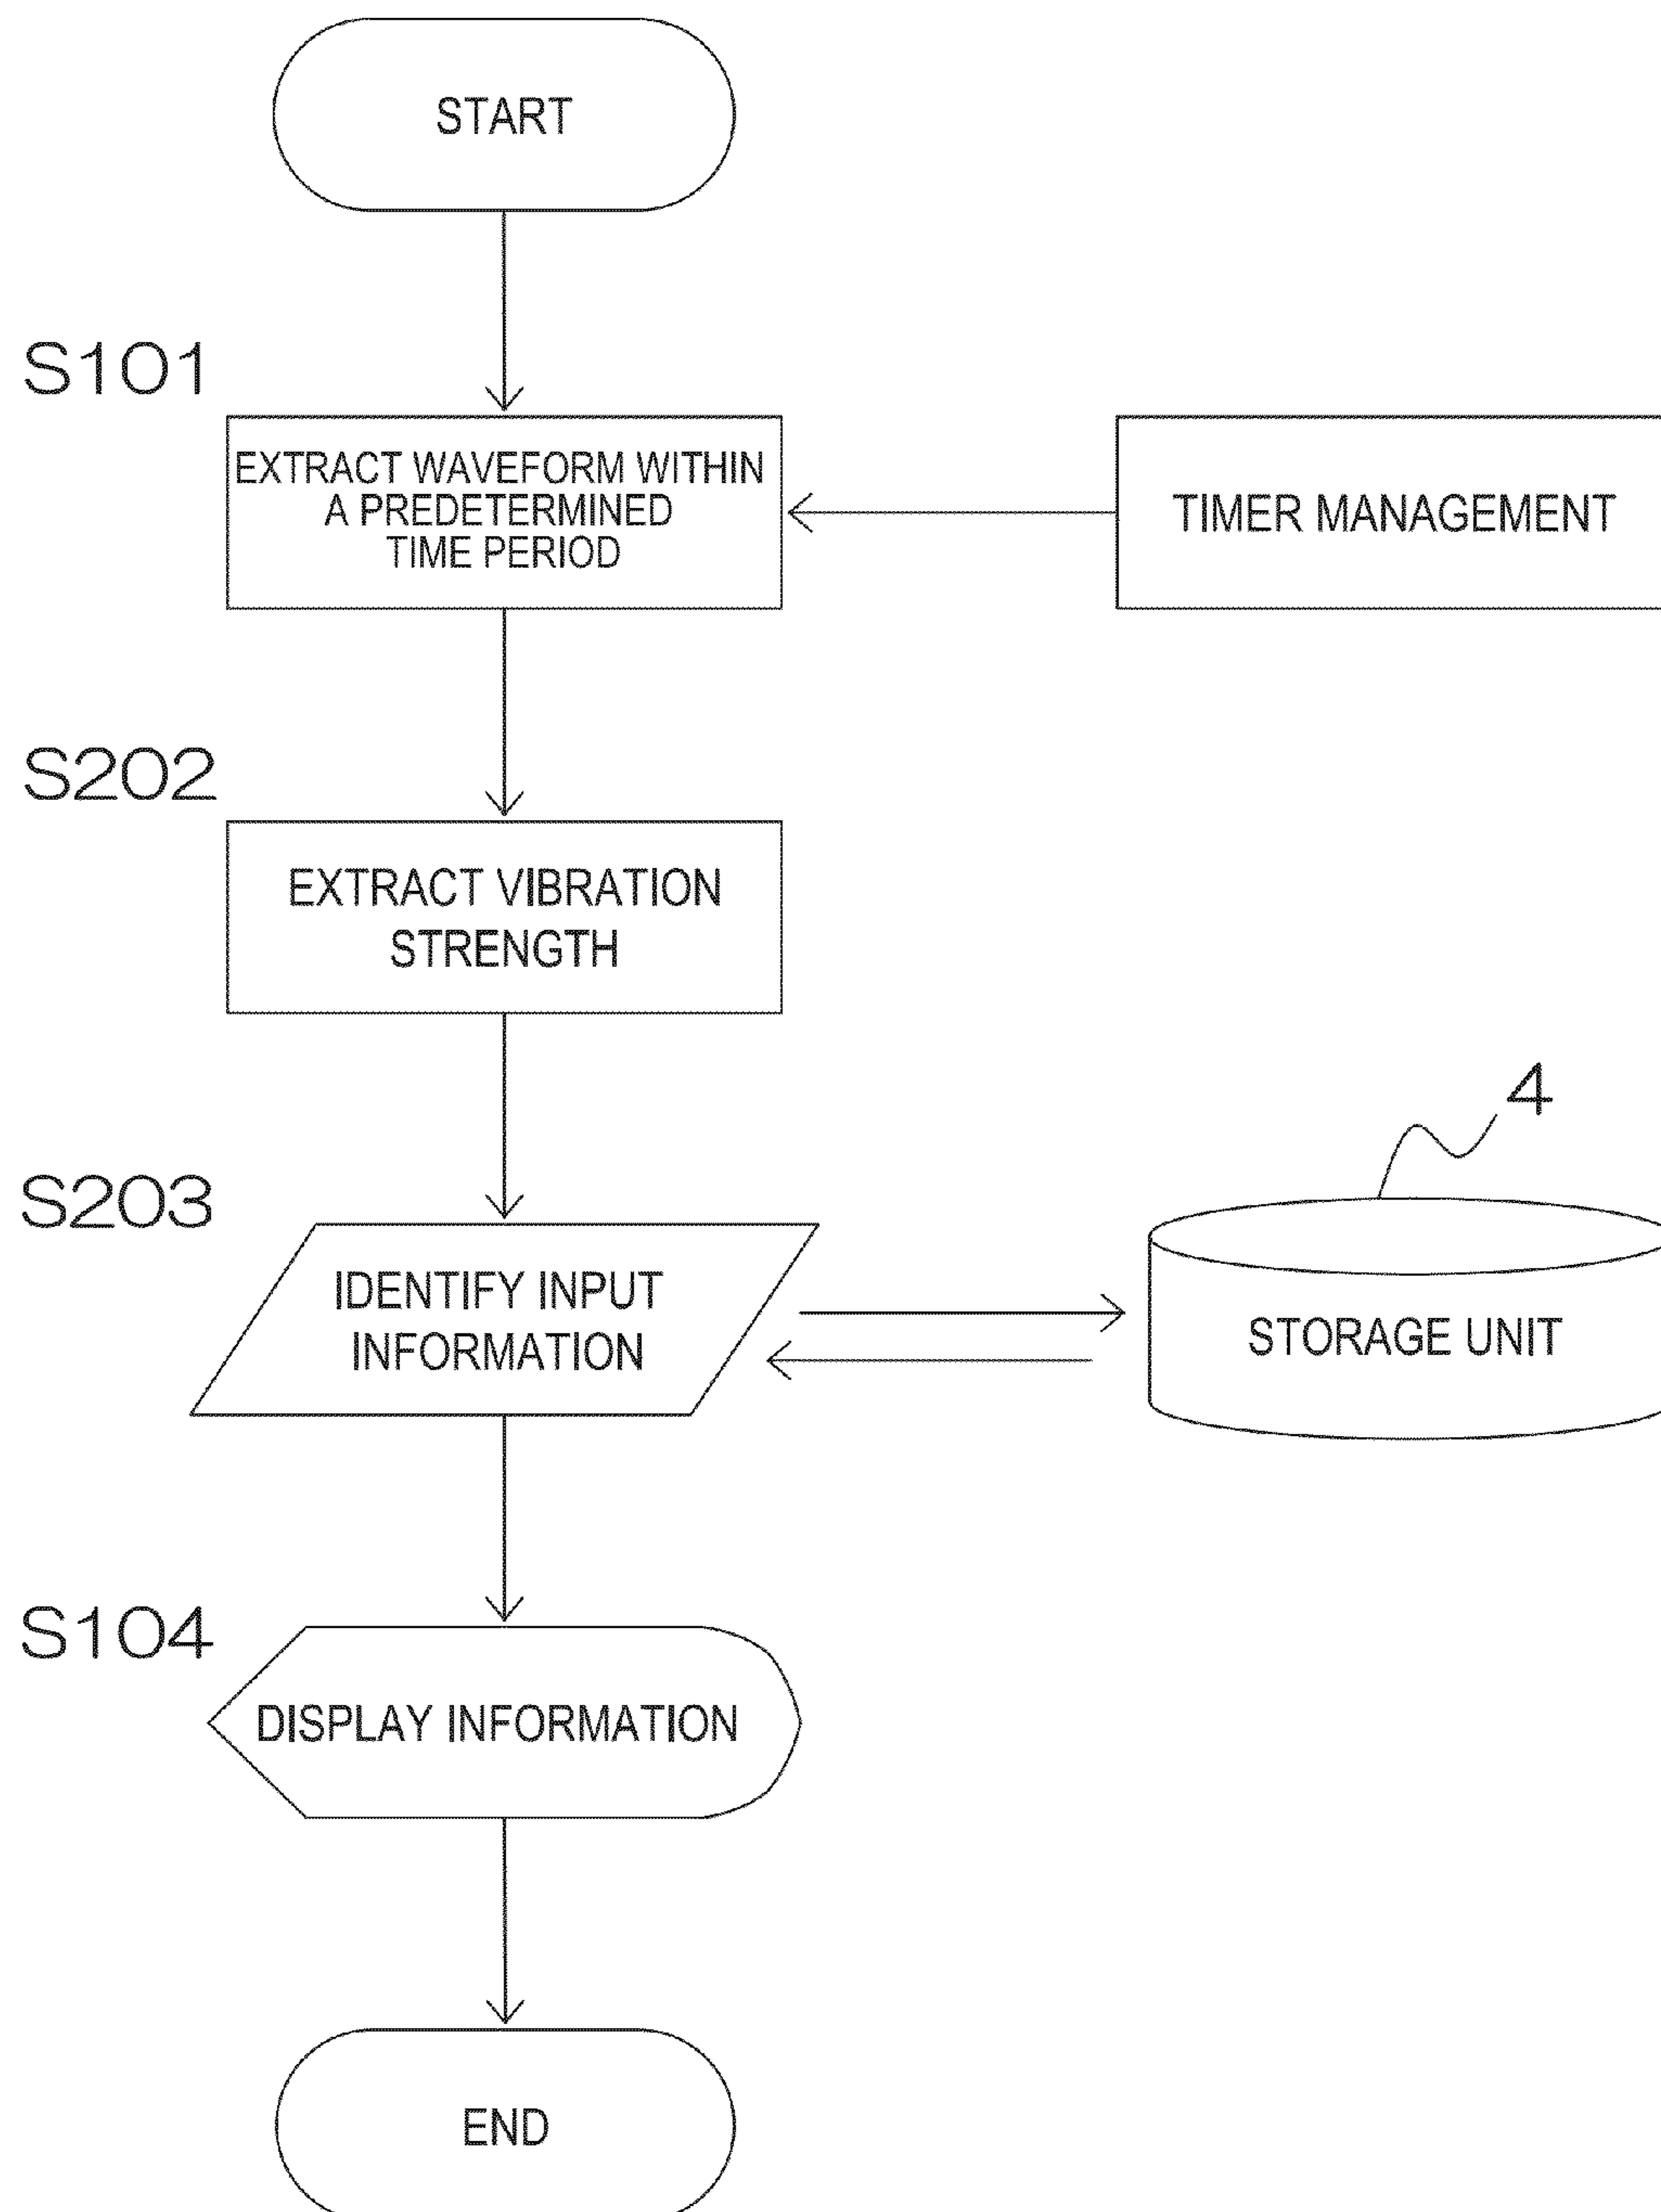 START
S101
EXTRACT WAVEFORM WITHIN
A PREDETERMINED
TIME PERIOD
TIMER MANAGEMENT
S202
EXTRACT VIBRATION
STRENGTH
4
S203
IDENTIFY INPUT
INFORMATION
STORAGE UNIT
S104
DISPLAY INFORMATION
END